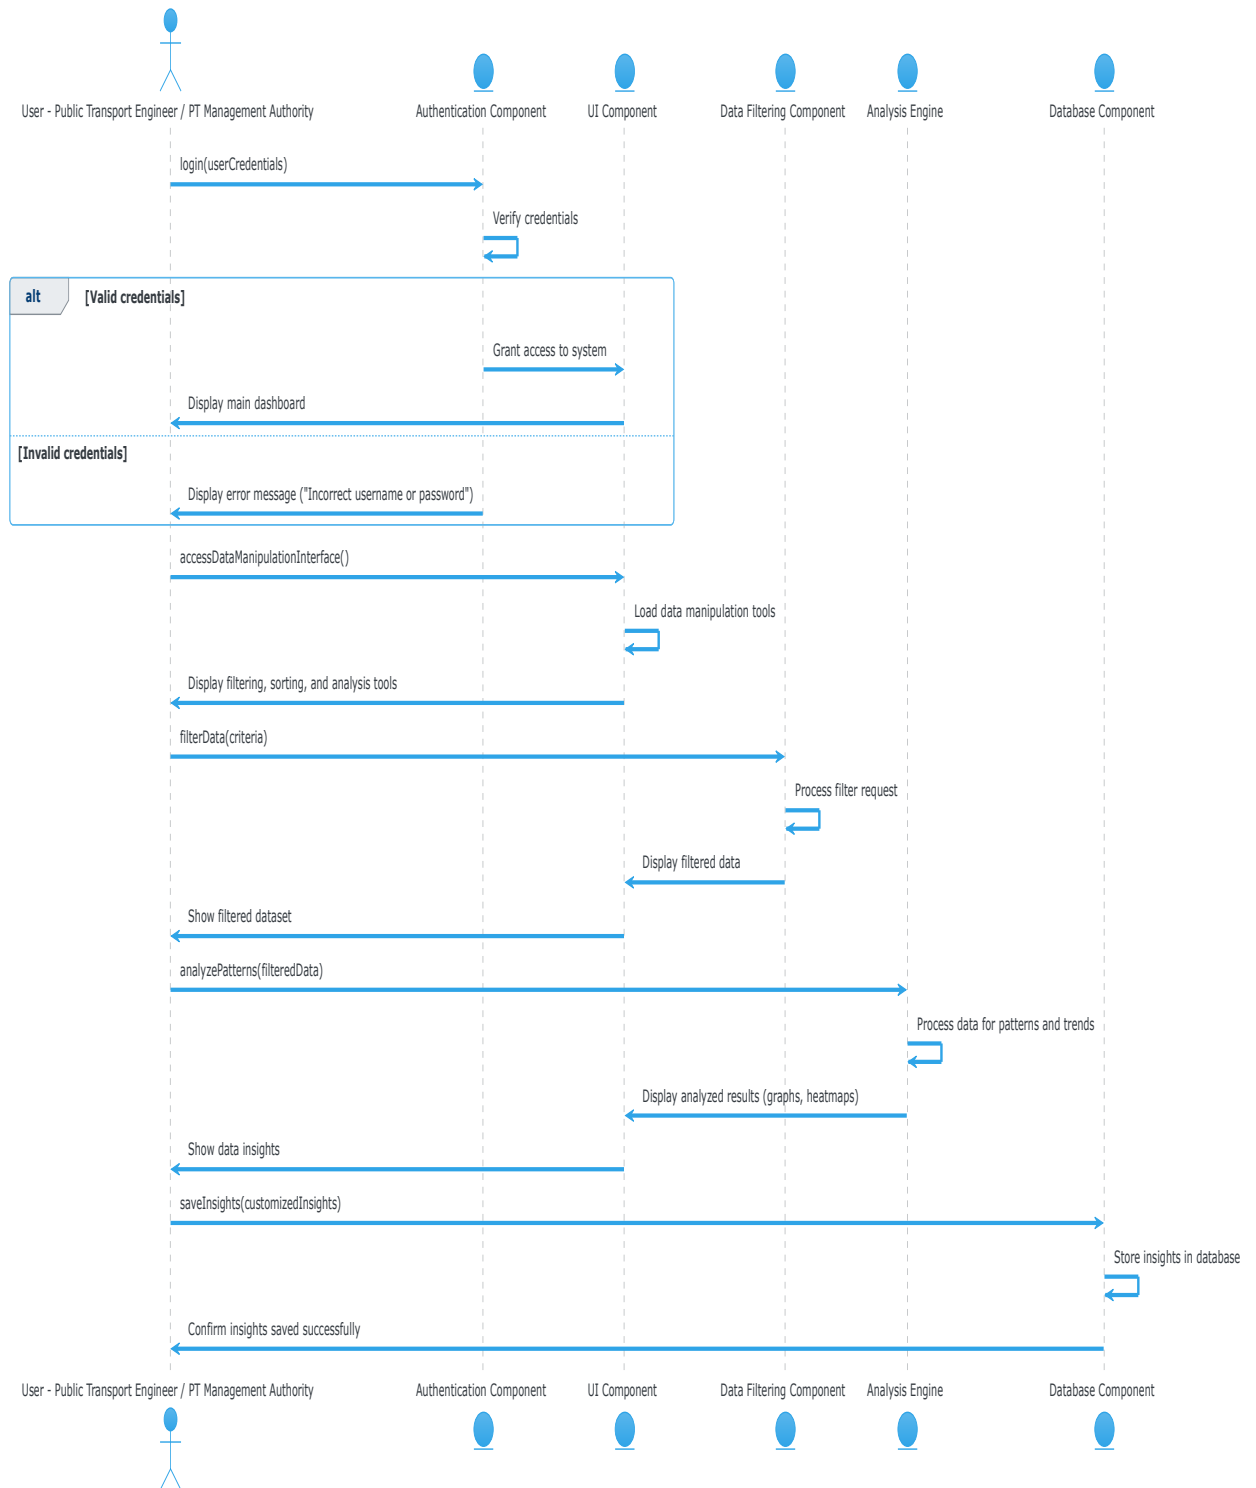 User - Public Transport Engineer / PT Management Authority
Authentication Component
UI Component
Data Filtering Component
Analysis Engine
Database Component
login(userCredentials)
Verify credentials
alt
[Valid credentials]
Grant access to system
Display main dashboard
[Invalid credentials]
Display error message ("Incorrect username or password")
accessDataManipulationInterface()
Load data manipulation tools
Display filtering, sorting, and analysis tools
filterData(criteria)
Process filter request
Display filtered data
Show filtered dataset
analyzePatterns(filteredData)
Process data for patterns and trends
Display analyzed results (graphs, heatmaps)
Show data insights
saveInsights(customizedInsights)
Store insights in database
Confirm insights saved successfully
User - Public Transport Engineer / PT Management Authority
Authentication Component
UI Component
Data Filtering Component
Analysis Engine
Database Component